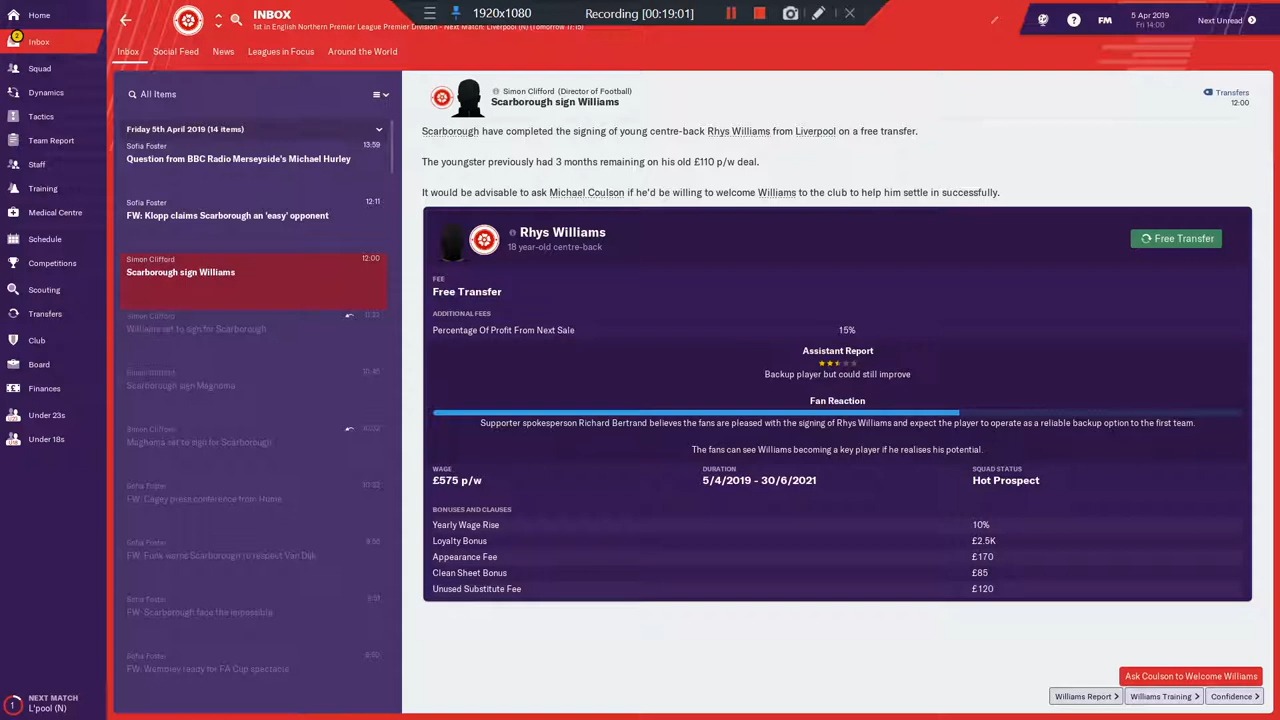 Home
2
Inbox
Squad
Dynamics
Tactics
Team Report
Staff
Training
Medical Centre
Schedule
Competitions
Scouting
Transfers
Club
Board
Finances
Under 23s
Under 18s
1
NEXT MATCH
L'pool (N)
INBOX
1st in English Northern Premier League Premier Division - Next Match: Liverpool (N) (Tomorrow 17:15)
1920x1080
Recording [00:19:01]
FM
5 Apr 2019
Fri 14:00
Next Unread
Inbox Social Feed News Leagues in Focus Around the World
All Items
Friday 5th April 2019 (14 items)
Sofia Foster 13:59
Question from BBC Radio Merseyside's Michael Hurley
Sofia Foster 12:11
FW: Klopp claims Scarborough an 'easy' opponent
Simon Clifford 12:00
Scarborough sign Williams
Simon Clifford
Williams set to sign for Scarborough
Simon Clifford
Scarborough sign Maghoma
Simon Clifford
Maghoma set to sign for Scarborough
Sofia Foster
FW: Cagey press conference from Hume
Sofia Foster
FW: Funk warns Scarborough to respect Van Dijk
Sofia Foster
FW: Scarborough face the impossible
Sofia Foster
FW: Wembley ready for FA Cup spectacle
Simon Clifford (Director of Football)
Scarborough sign Williams
Transfers
12:00
Scarborough have completed the signing of young centre-back Rhys Williams from Liverpool on a free transfer.
The youngster previously had 3 months remaining on his old £110 p/w deal.
It would be advisable to ask Michael Coulson if he'd be willing to welcome Williams to the club to help him settle in successfully.
Rhys Williams
18 year-old centre-back
Free Transfer
FEE
Free Transfer
ADDITIONAL FEES
Percentage Of Profit From Next Sale 15%
Assistant Report
Backup player but could still improve
Fan Reaction
Supporter spokesperson Richard Bertrand believes the fans are pleased with the signing of Rhys Williams and expect the player to operate as a reliable backup option to the first team.
The fans can see Williams becoming a key player if he realises his potential.
WAGE DURATION SQUAD STATUS
£575 p/w 5/4/2019 - 30/6/2021 Hot Prospect
BONUSES AND CLAUSES
Yearly Wage Rise 10%
Loyalty Bonus £2.5K
Appearance Fee £170
Clean Sheet Bonus £85
Unused Substitute Fee £120
Ask Coulson to Welcome Williams
Williams Report Williams Training Confidence